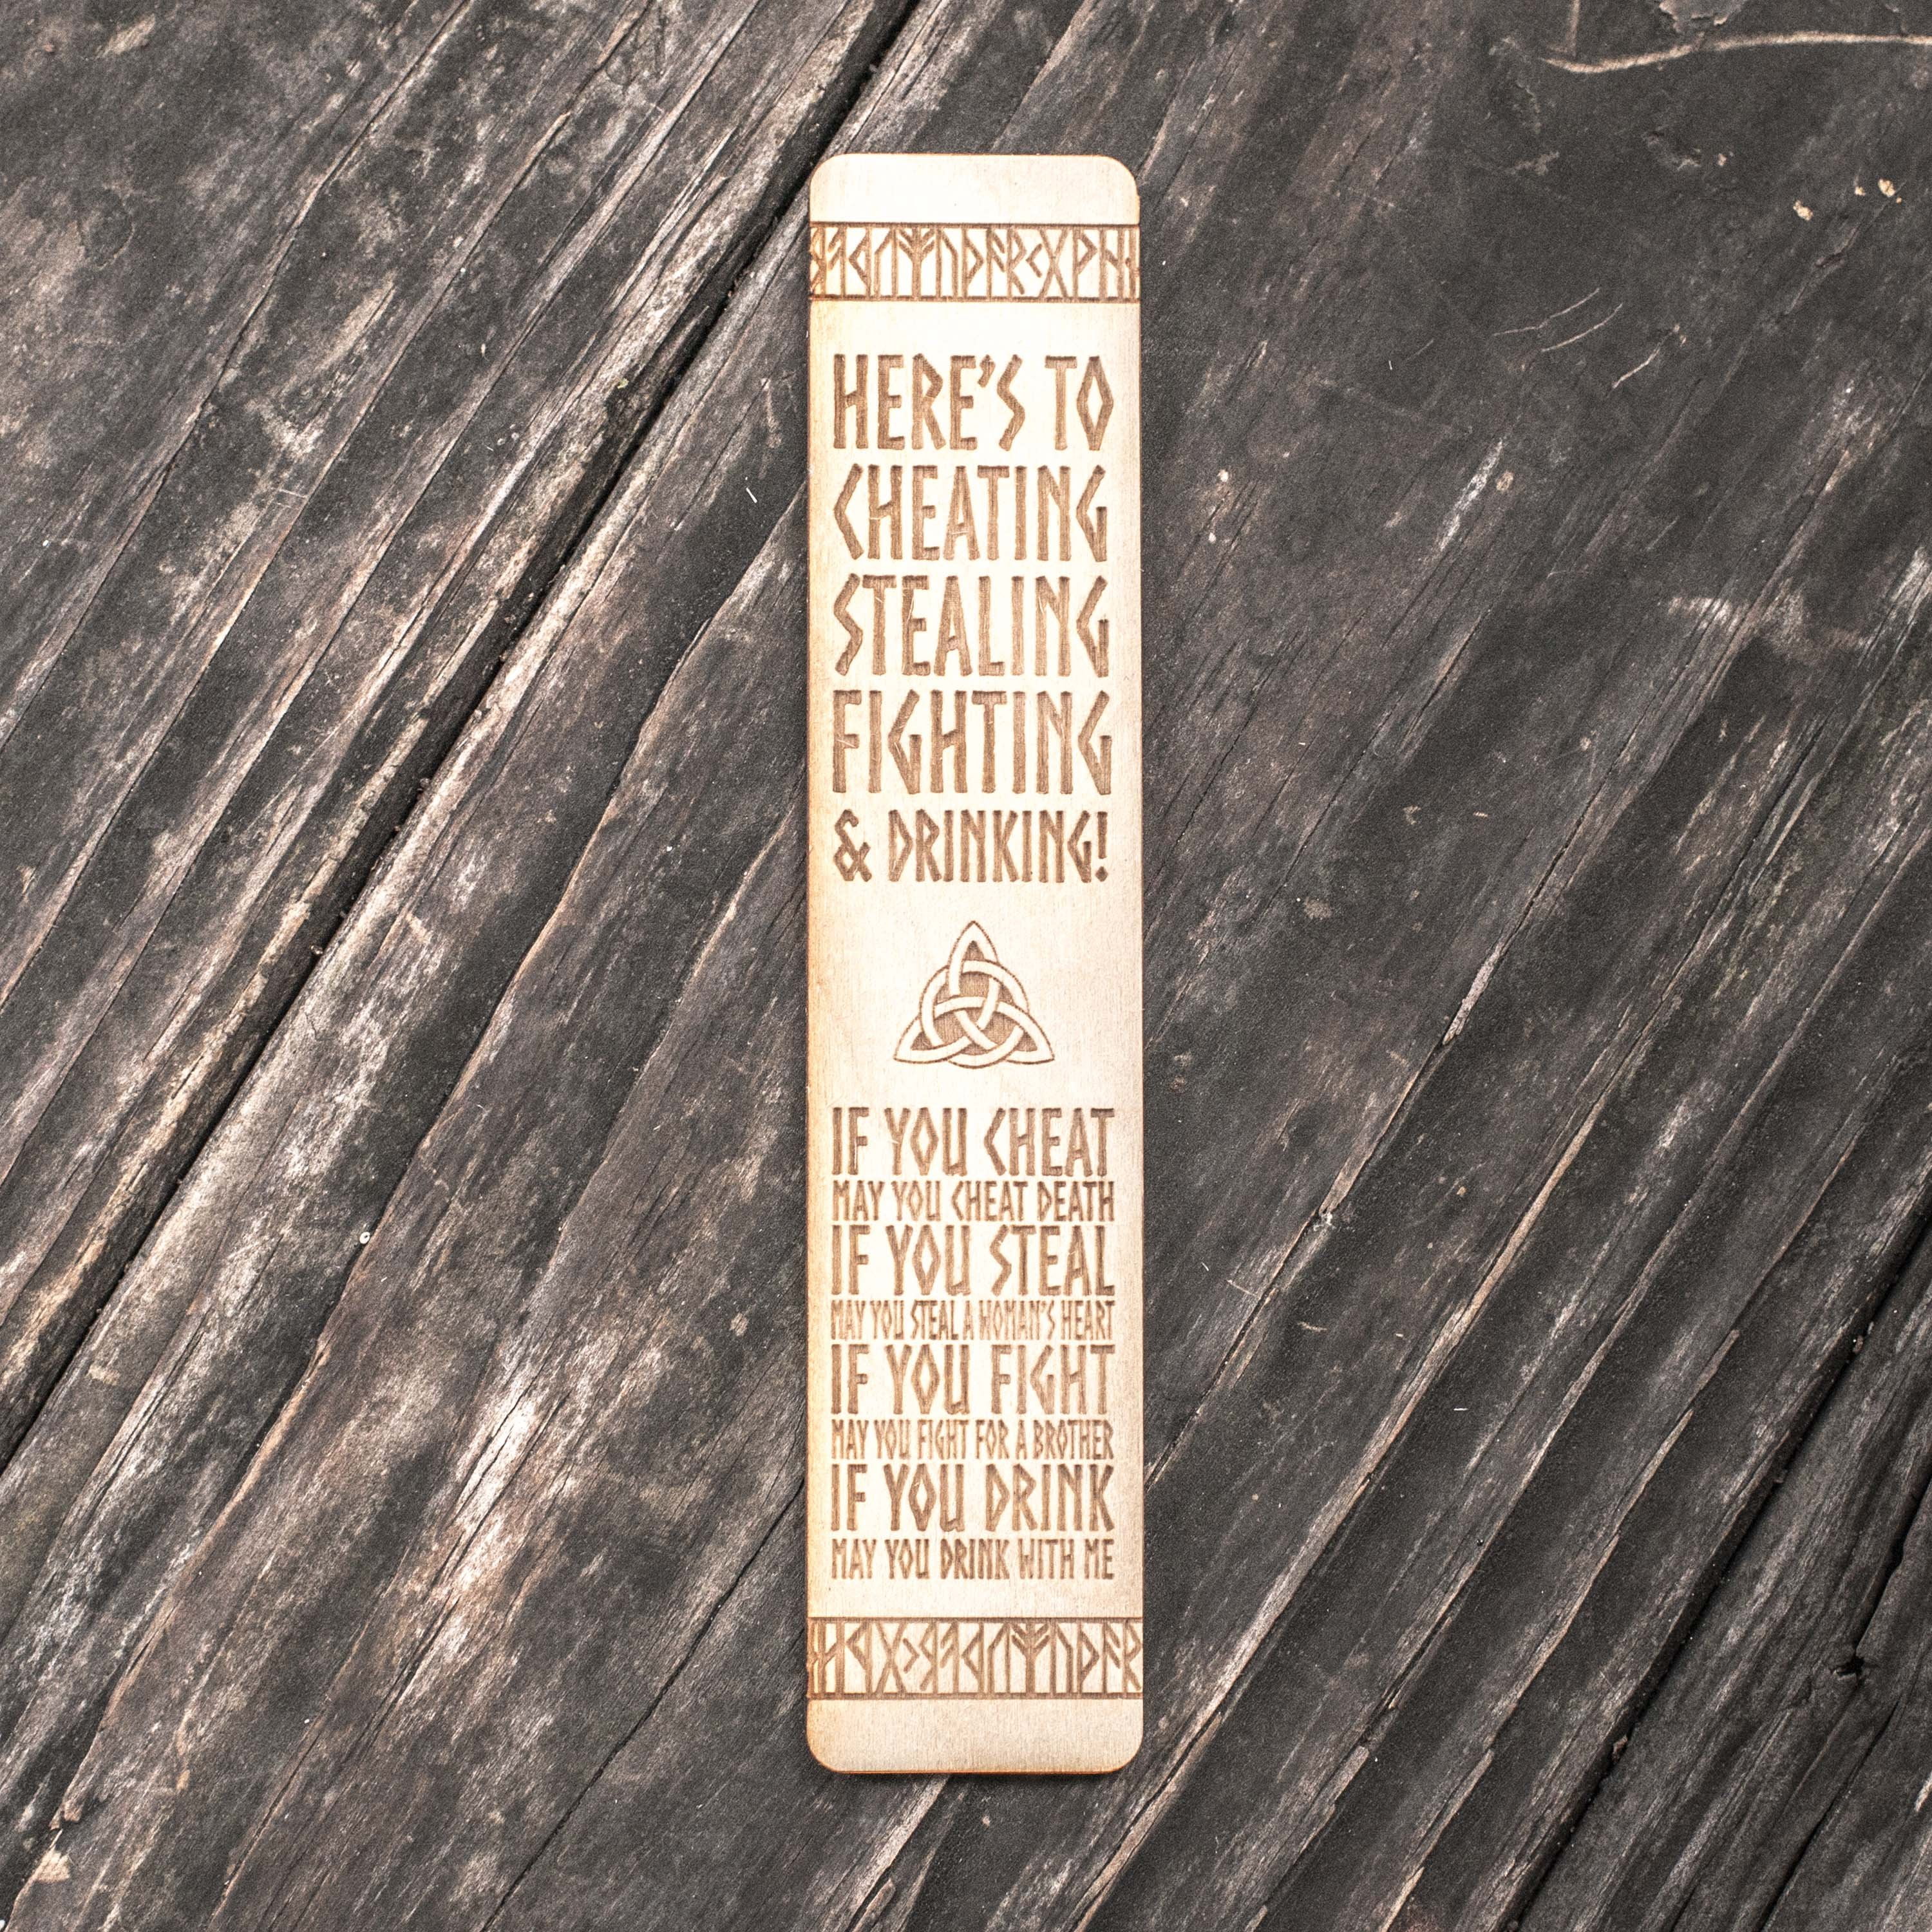 HERE'S TO
CHEATING
STEALING
FIGHTING
& DRINKING!
IF YOU CHEAT
MAY YOU CHEAT DEATH
IF YOU STEAL
MAY YOU STEAL A WOMAN'S HEART
IF YOU FIGHT
MAY YOU FIGHT FOR A BROTHER
IF YOU DRINK
MAY YOU DRINK WITH ME